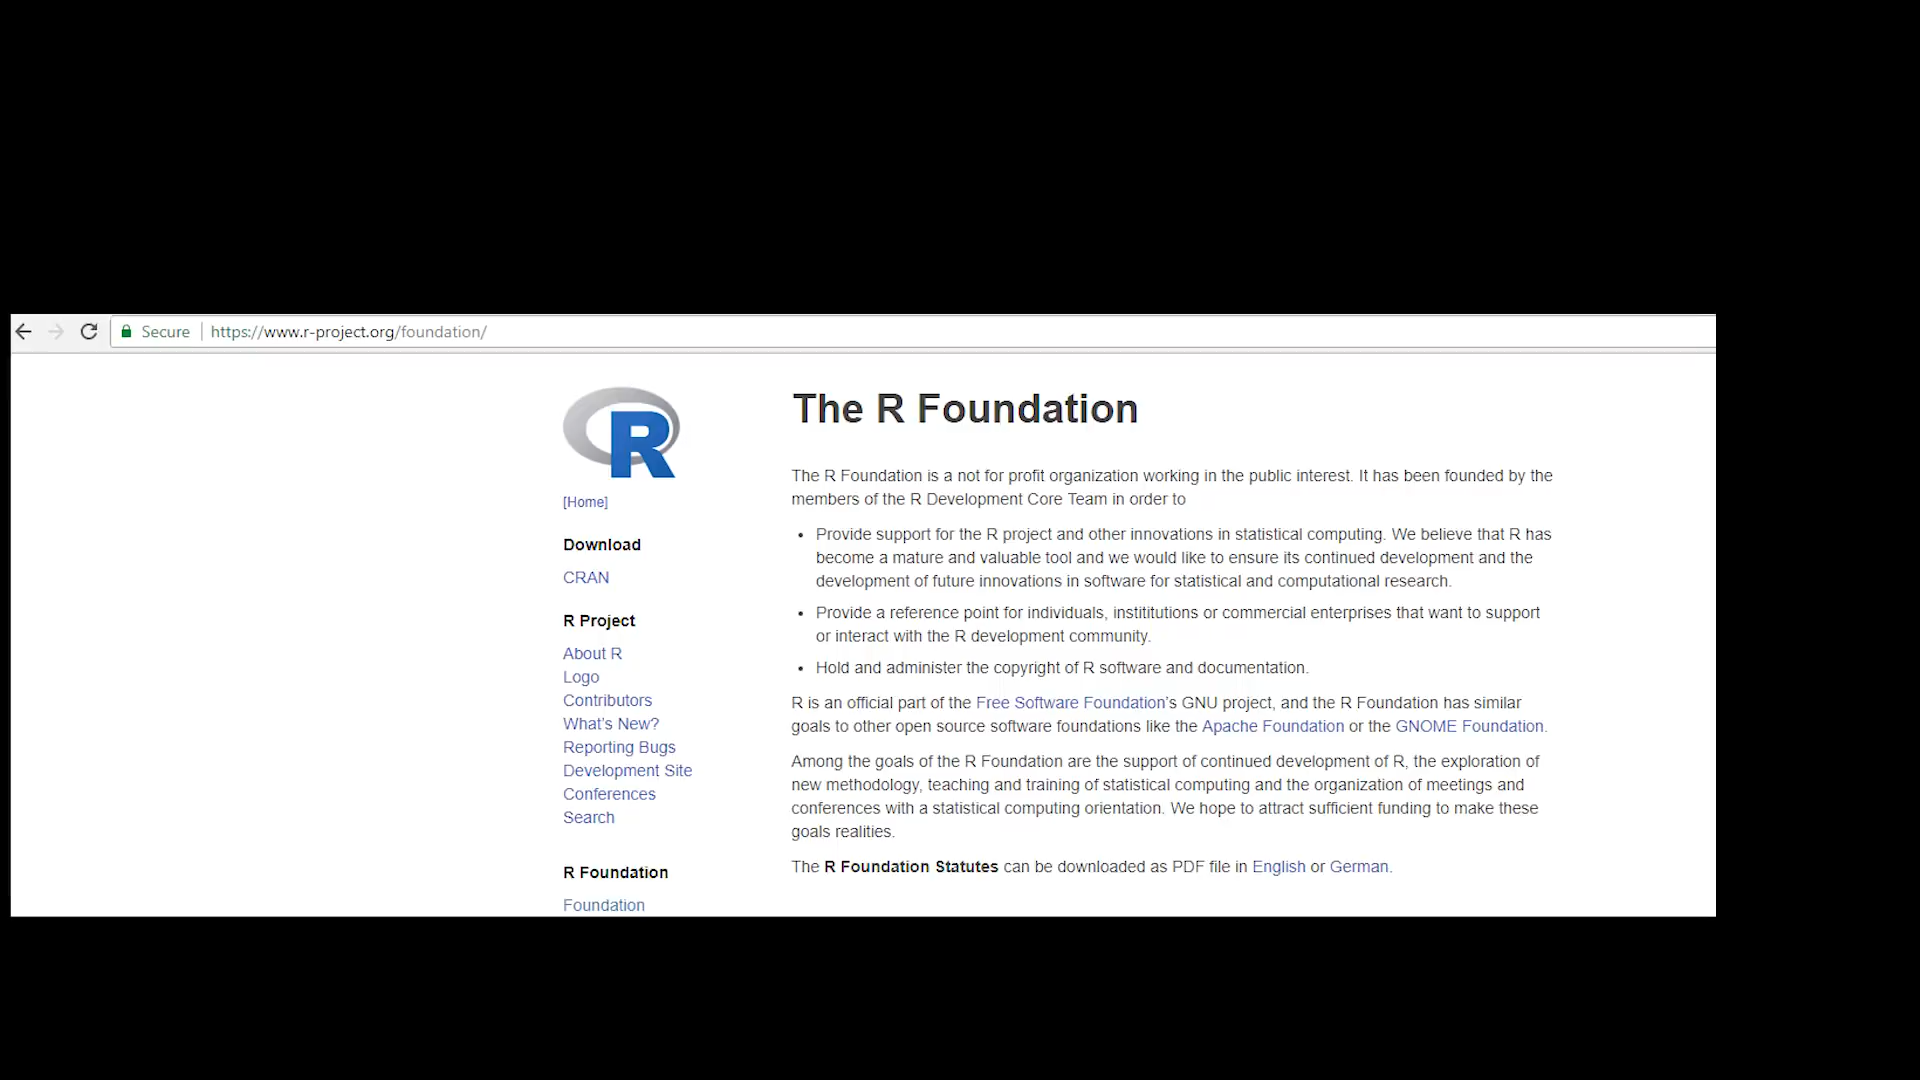 Secure https://www.r-project.org/foundation/
R
[Home]
Download
CRAN
R Project
About R
Logo
Contributors
What's New?
Reporting Bugs
Development Site
Conferences
Search
R Foundation
Foundation
The R Foundation
The R Foundation is a not for profit organization working in the public interest. It has been founded by the
members of the R Development Core Team in order to
• Provide support for the R project and other innovations in statistical computing. We believe that R has
become a mature and valuable tool and we would like to ensure its continued development and the
development of future innovations in software for statistical and computational research.
• Provide a reference point for individuals, instititutions or commercial enterprises that want to support
or interact with the R development community.
• Hold and administer the copyright of R software and documentation.
R is an official part of the Free Software Foundation's GNU project, and the R Foundation has similar
goals to other open source software foundations like the Apache Foundation or the GNOME Foundation.
Among the goals of the R Foundation are the support of continued development of R, the exploration of
new methodology, teaching and training of statistical computing and the organization of meetings and
conferences with a statistical computing orientation. We hope to attract sufficient funding to make these
goals realities.
The R Foundation Statutes can be downloaded as PDF file in English or German.